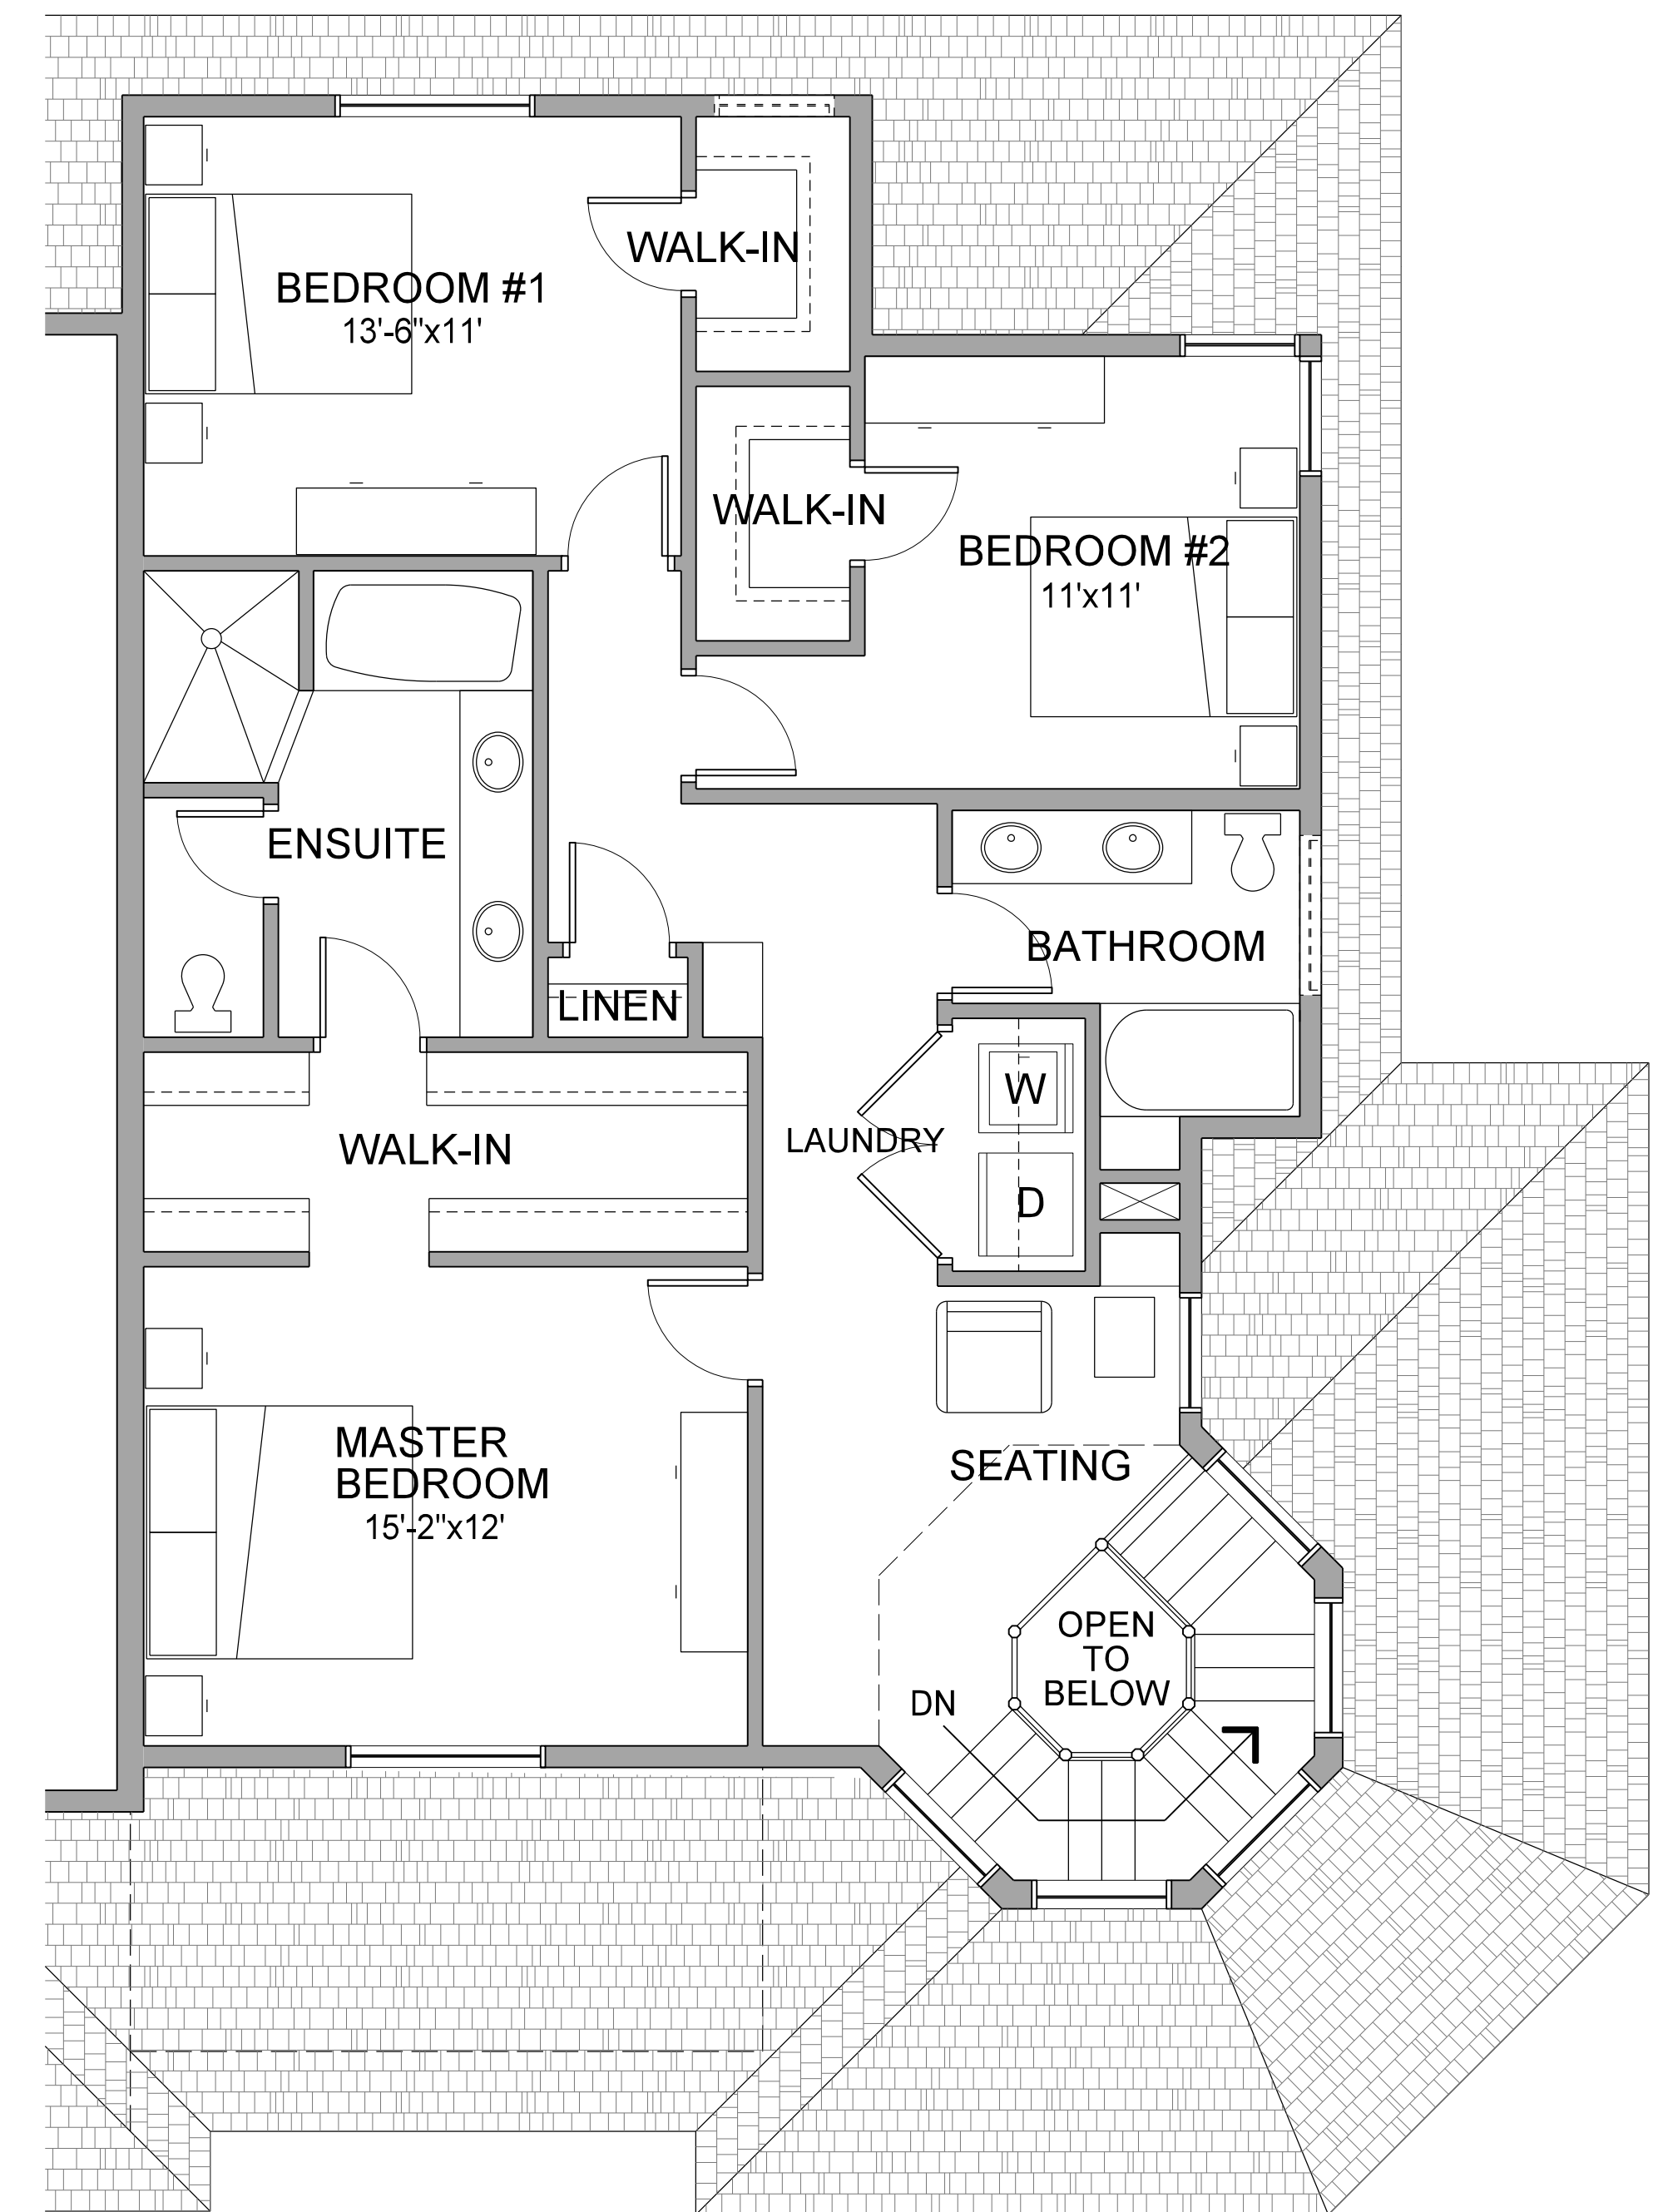 WALK-IN
BEDROOM #1
13'-6"x11'
WALK-IN
BEDROOM #2
11'x11'
ENSUITE
BATHROOM
LINEN
W
LAUNDRY
WALK-IN
D
MASTER
BEDROOM
15'-2"x12'
SEATING
OPEN
TO
BELOW
DN